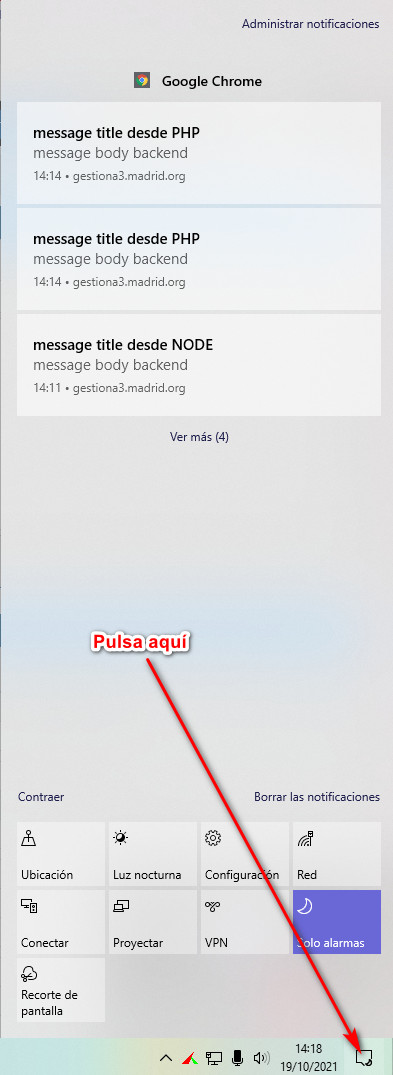 Administrar notificaciones
Google Chrome
message title desde PHP
message body backend
14:14 • gestiona3.madrid.org
message title desde PHP
message body backend
14:14 • gestiona3.madrid.org
message title desde NODE
message body backend
14:11 • gestiona3.madrid.org
Ver más (4)
Pulsa aquí
Contraer Borrar las notificaciones
Ubicación Luz nocturna Configuración Red
Conectar Proyectar VPN Solo alarmas
Recorte de
pantalla
14:18
19/10/2021